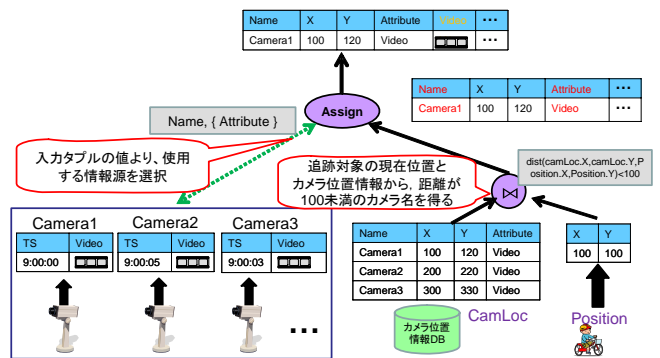 Name X Y Attribute Video ...
Camera1 100 120 Video ...
Name X Y Attribute ...
Camera1 100 120 Video ...
Assign
Name, { Attribute }
入力タプルの値より、使用
する情報源を選択
dist(camLoc.X,camLoc.Y,P
osition.X,Position.Y)<100
追跡対象の現在位置と
カメラ位置情報から，距離が
100未満のカメラ名を得る
⋈
Camera1 Camera2 Camera3
TS Video TS Video TS Video
9:00:00 9:00:05 9:00:03
...
Name X Y Attribute
Camera1 100 120 Video
Camera2 200 220 Video
Camera3 300 330 Video
X Y
100 100
カメラ位置
情報DB
CamLoc
Position